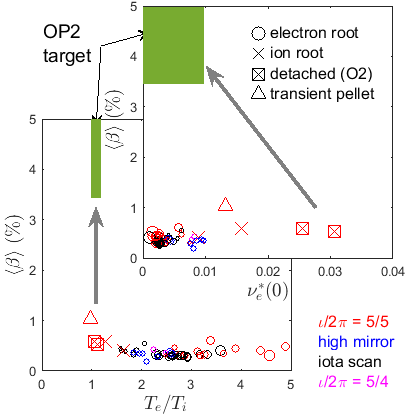 OP2
target
5
4
3
2
1
0
⟨β⟩ (%)
○ electron root
× ion root
⊠ detached (O2)
△ transient pellet
0 0.01 0.02 0.03 0.04
ν*e(0)
5
4
3
2
1
0
⟨β⟩ (%)
0 1 2 3 4 5
Te/Ti
ι/2π = 5/5
high mirror
iota scan
ι/2π = 5/4